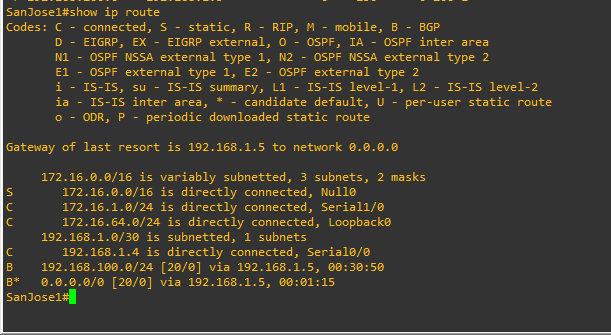 SanJose1#show ip route
Codes: C - connected, S - static, R - RIP, M - mobile, B - BGP
D - EIGRP, EX - EIGRP external, O - OSPF, IA - OSPF inter area
N1 - OSPF NSSA external type 1, N2 - OSPF NSSA external type 2
E1 - OSPF external type 1, E2 - OSPF external type 2
i - IS-IS, su - IS-IS summary, L1 - IS-IS level-1, L2 - IS-IS level-2
ia - IS-IS inter area, * - candidate default, U - per-user static route
o - ODR, P - periodic downloaded static route
Gateway of last resort is 192.168.1.5 to network 0.0.0.0
172.16.0.0/16 is variably subnetted, 3 subnets, 2 masks
S 172.16.0.0/16 is directly connected, Null0
C 172.16.1.0/24 is directly connected, Serial1/0
C 172.16.64.0/24 is directly connected, Loopback0
192.168.1.0/30 is subnetted, 1 subnets
C 192.168.1.4 is directly connected, Serial0/0
B 192.168.100.0/24 [20/0] via 192.168.1.5, 00:30:50
B* 0.0.0.0/0 [20/0] via 192.168.1.5, 00:01:15
SanJose1#